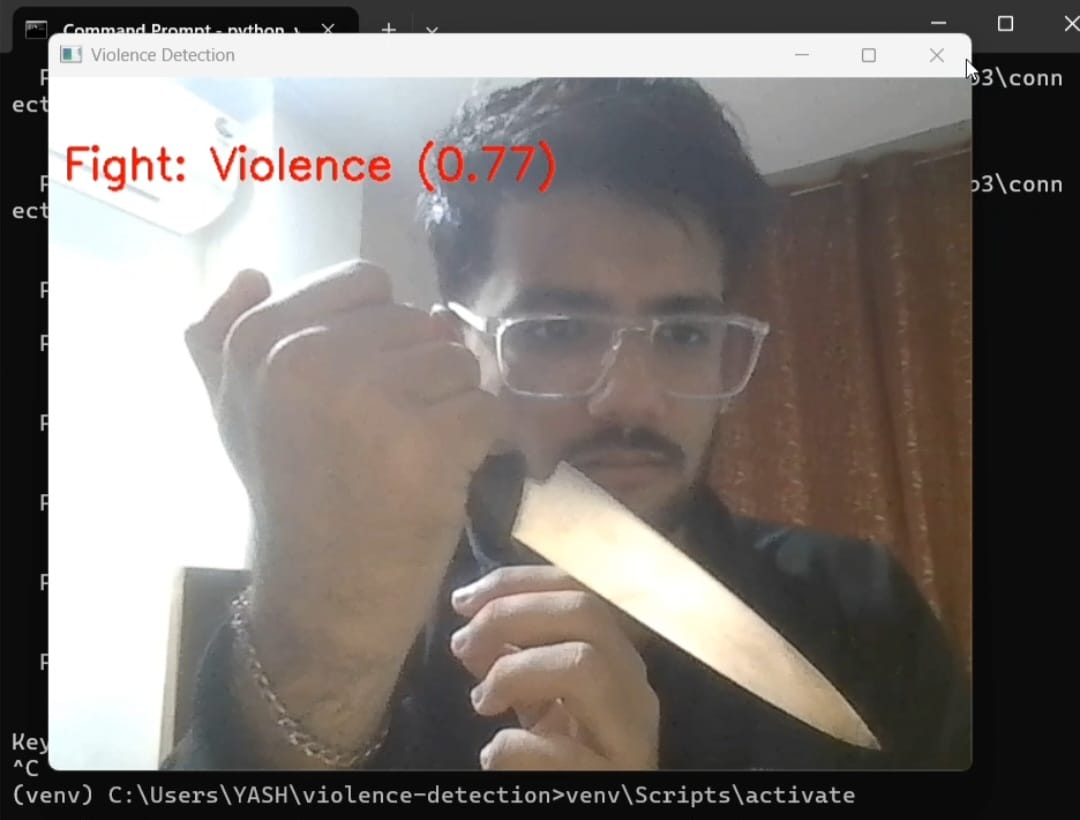 Command Prompt - python
Violence Detection
Fight: Violence (0.77)
3\conn
ect
3\conn
ect
Key
^C
(venv) C:\Users\YASH\violence-detection>venv\Scripts\activate